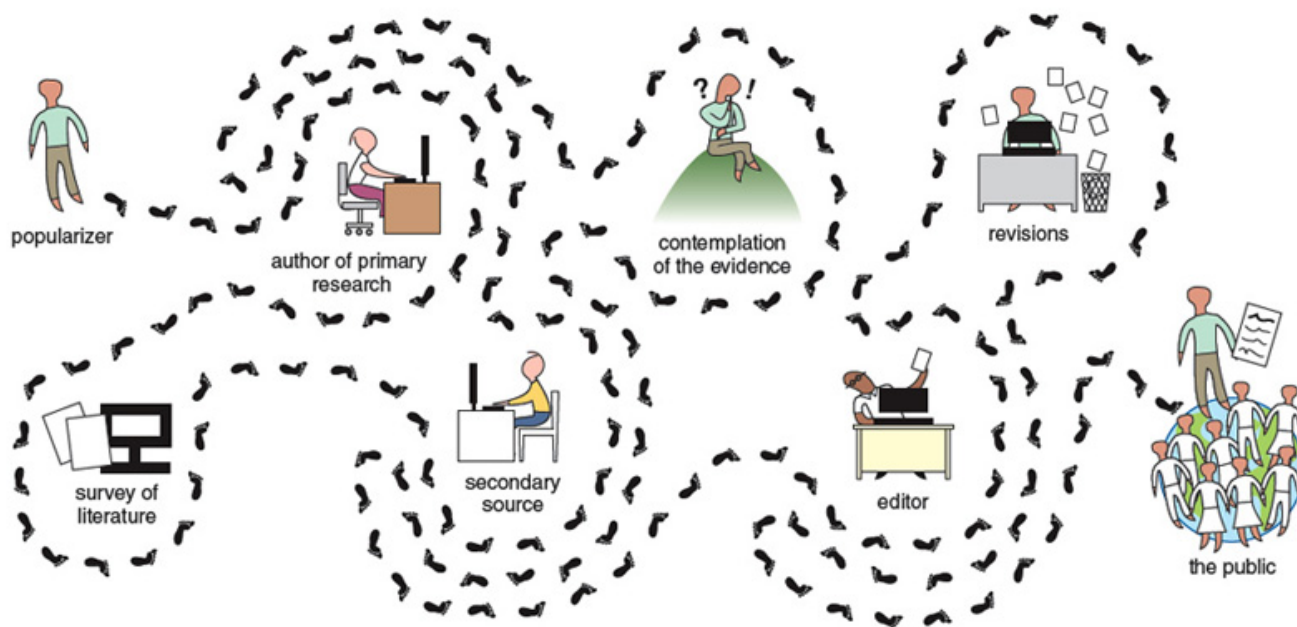 popularizer
author of primary
research
? !
contemplation
of the evidence
revisions
survey of
literature
secondary
source
editor
the public